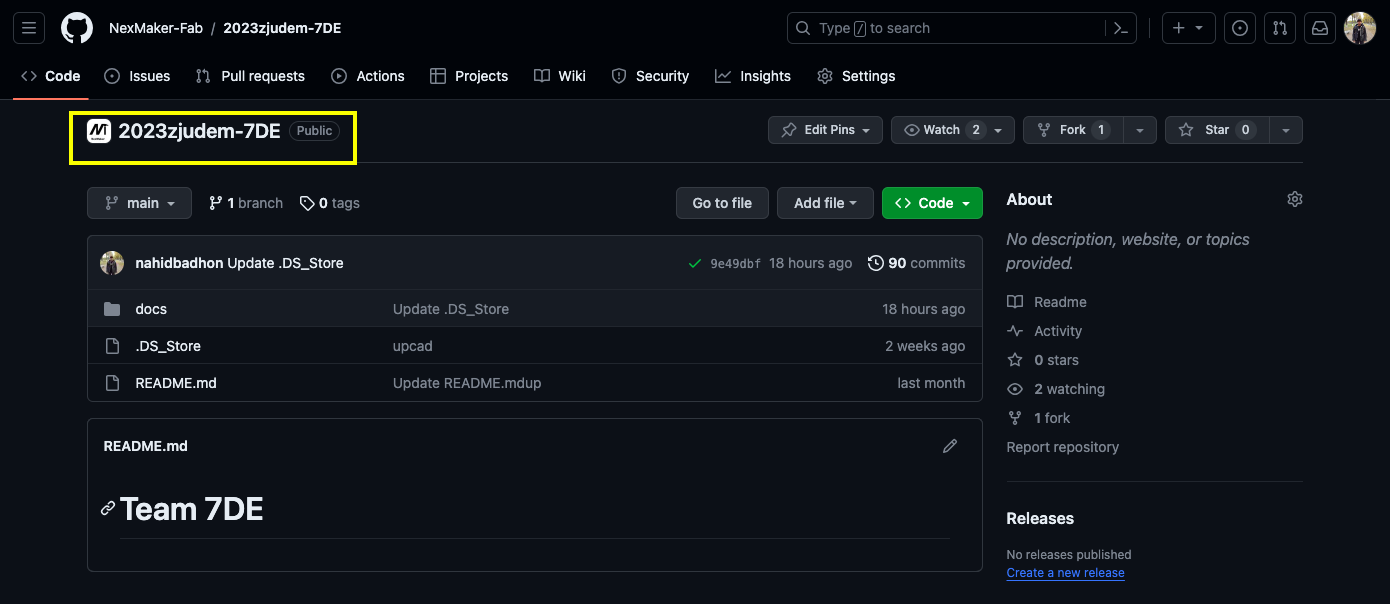 NexMaker-Fab / 2023zjudem-7DE
Type / to search
Code
Issues
Pull requests
Actions
Projects
Wiki
Security
Insights
Settings
2023zjudem-7DE Public
Edit Pins
Watch 2
Fork 1
Star 0
main
1 branch
0 tags
Go to file
Add file
Code
nahidbadhon Update .DS_Store
9e49dbf 18 hours ago
90 commits
docs Update .DS_Store 18 hours ago
.DS_Store upcad 2 weeks ago
README.md Update README.mdup last month
README.md
Team 7DE
About
No description, website, or topics
provided.
Readme
Activity
0 stars
2 watching
1 fork
Report repository
Releases
No releases published
Create a new release